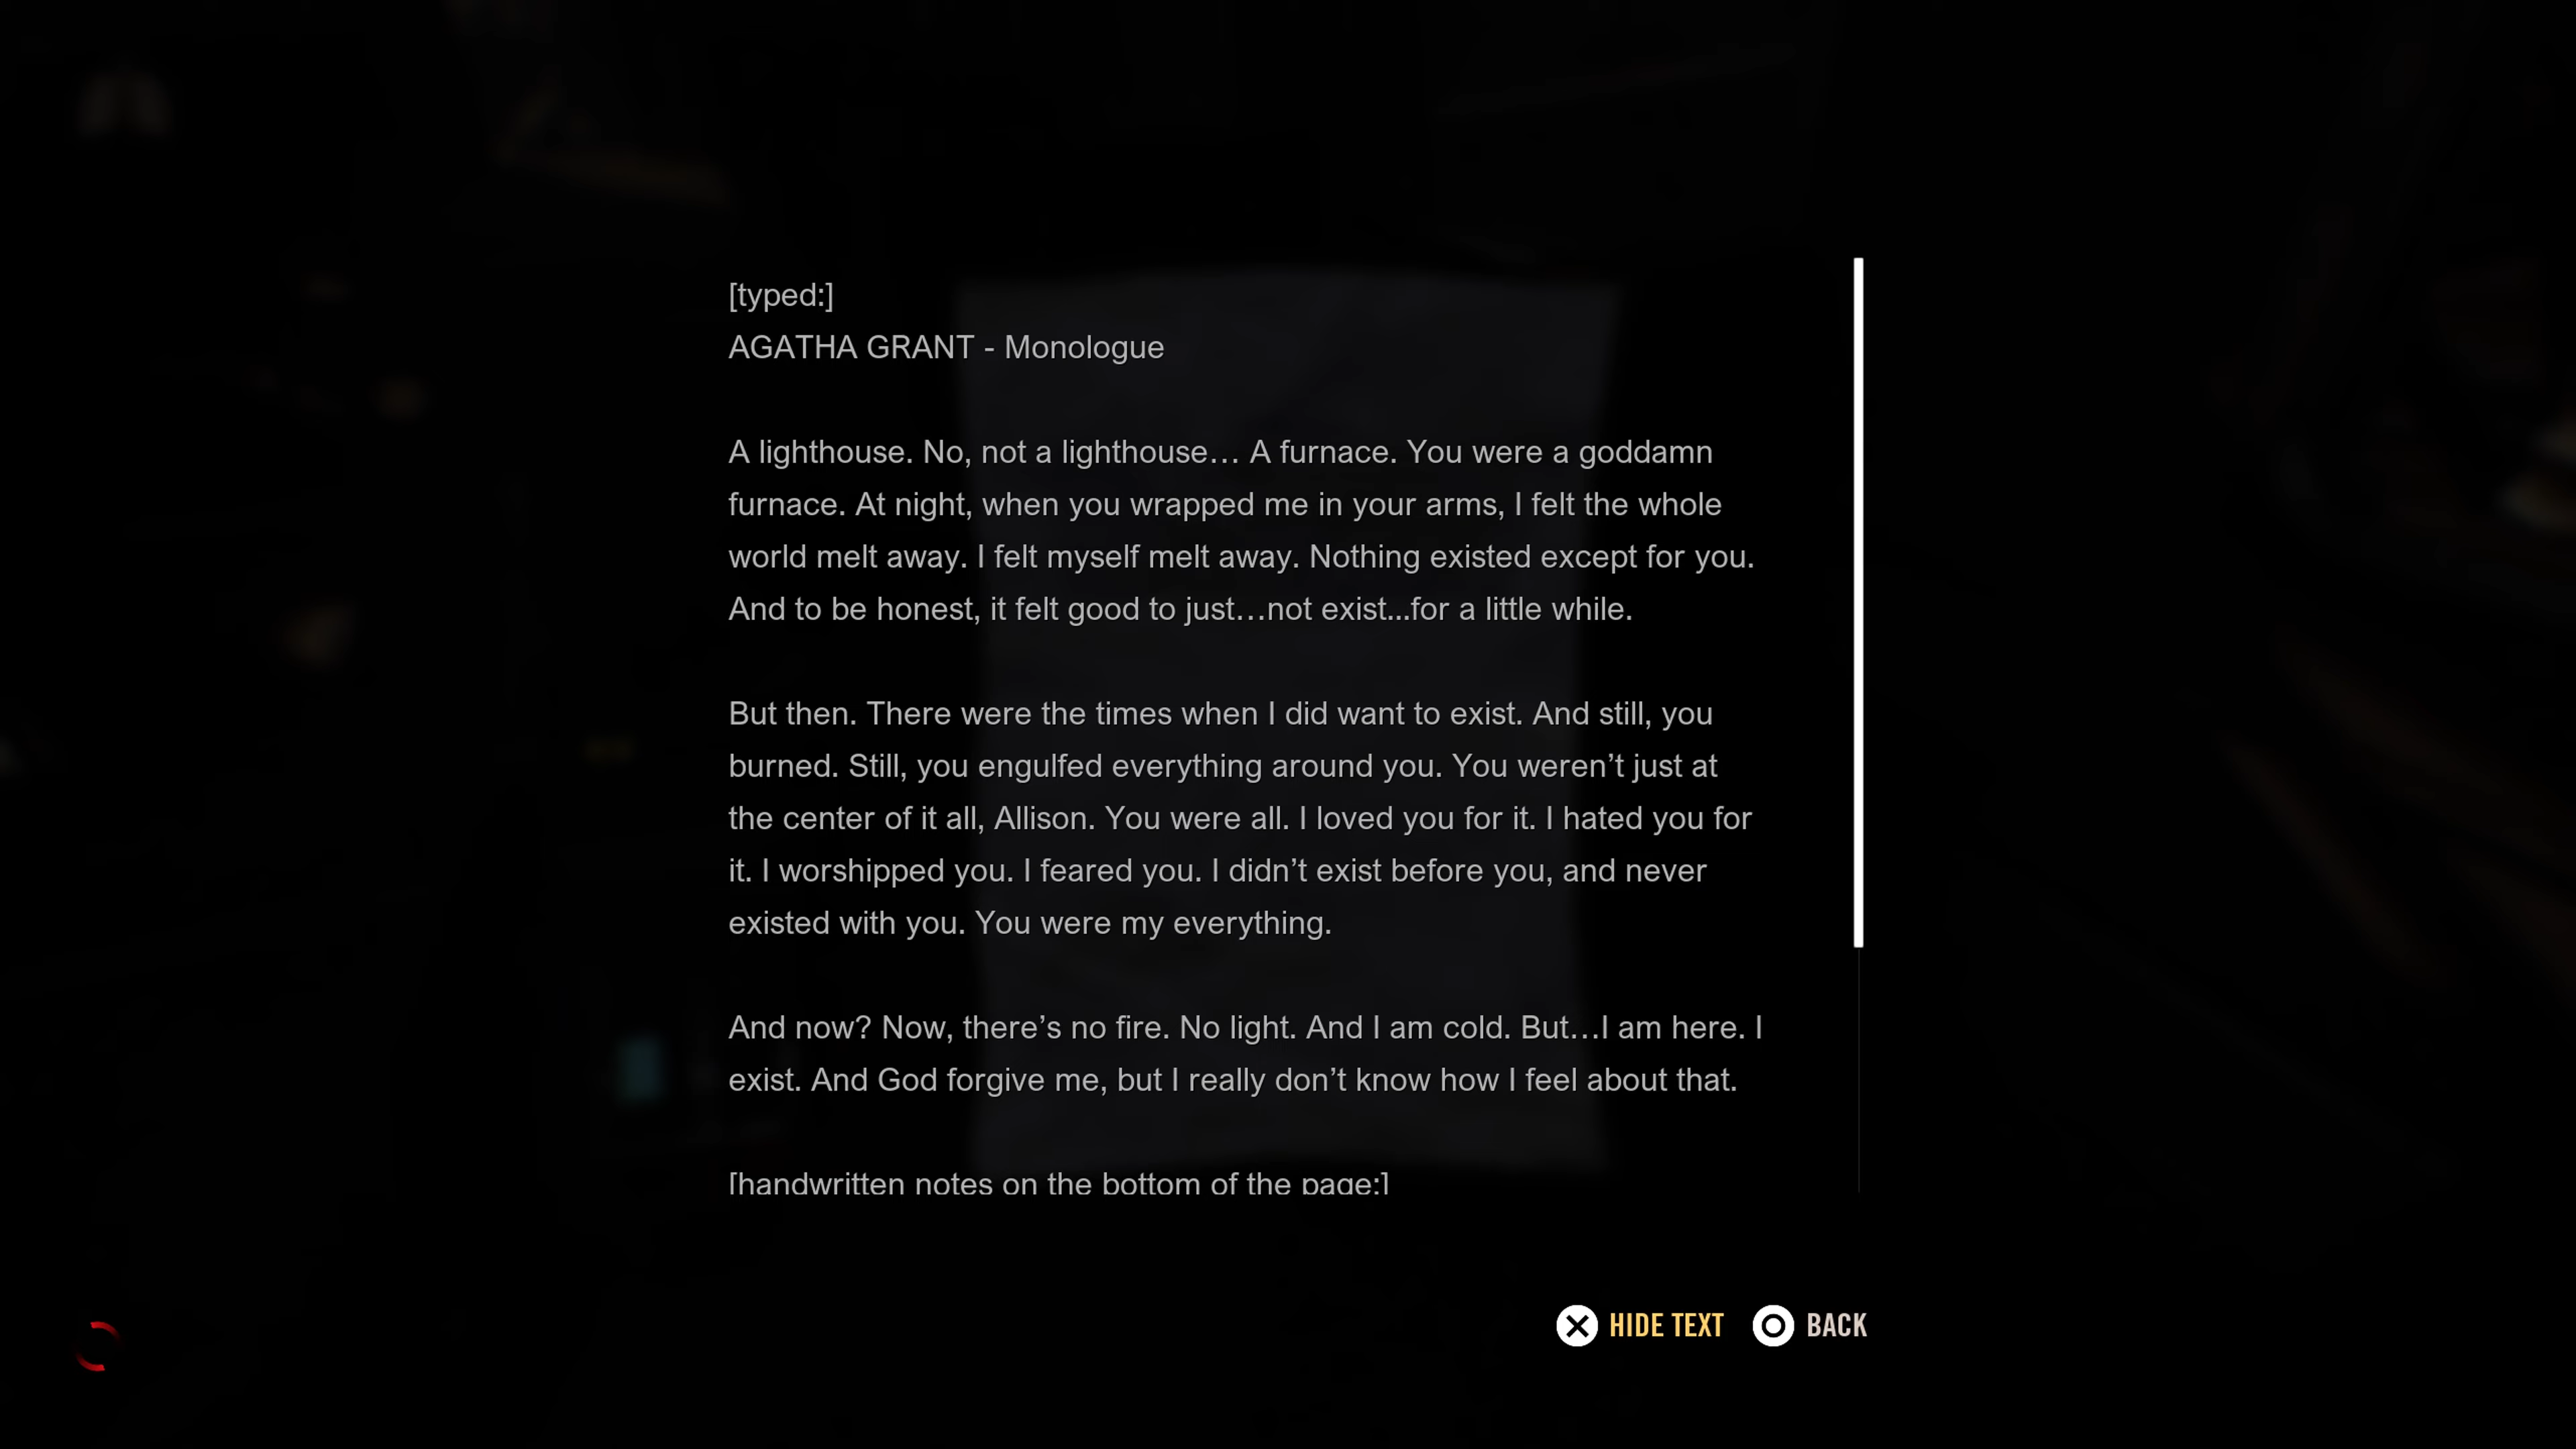 [typed:]
AGATHA GRANT - Monologue
A lighthouse. No, not a lighthouse… A furnace. You were a goddamn
furnace. At night, when you wrapped me in your arms, I felt the whole
world melt away. I felt myself melt away. Nothing existed except for you.
And to be honest, it felt good to just…not exist...for a little while.
But then. There were the times when I did want to exist. And still, you
burned. Still, you engulfed everything around you. You weren’t just at
the center of it all, Allison. You were all. I loved you for it. I hated you for
it. I worshipped you. I feared you. I didn’t exist before you, and never
existed with you. You were my everything.
And now? Now, there’s no fire. No light. And I am cold. But…I am here. I
exist. And God forgive me, but I really don’t know how I feel about that.
[handwritten notes on the bottom of the page:]
HIDE TEXT BACK